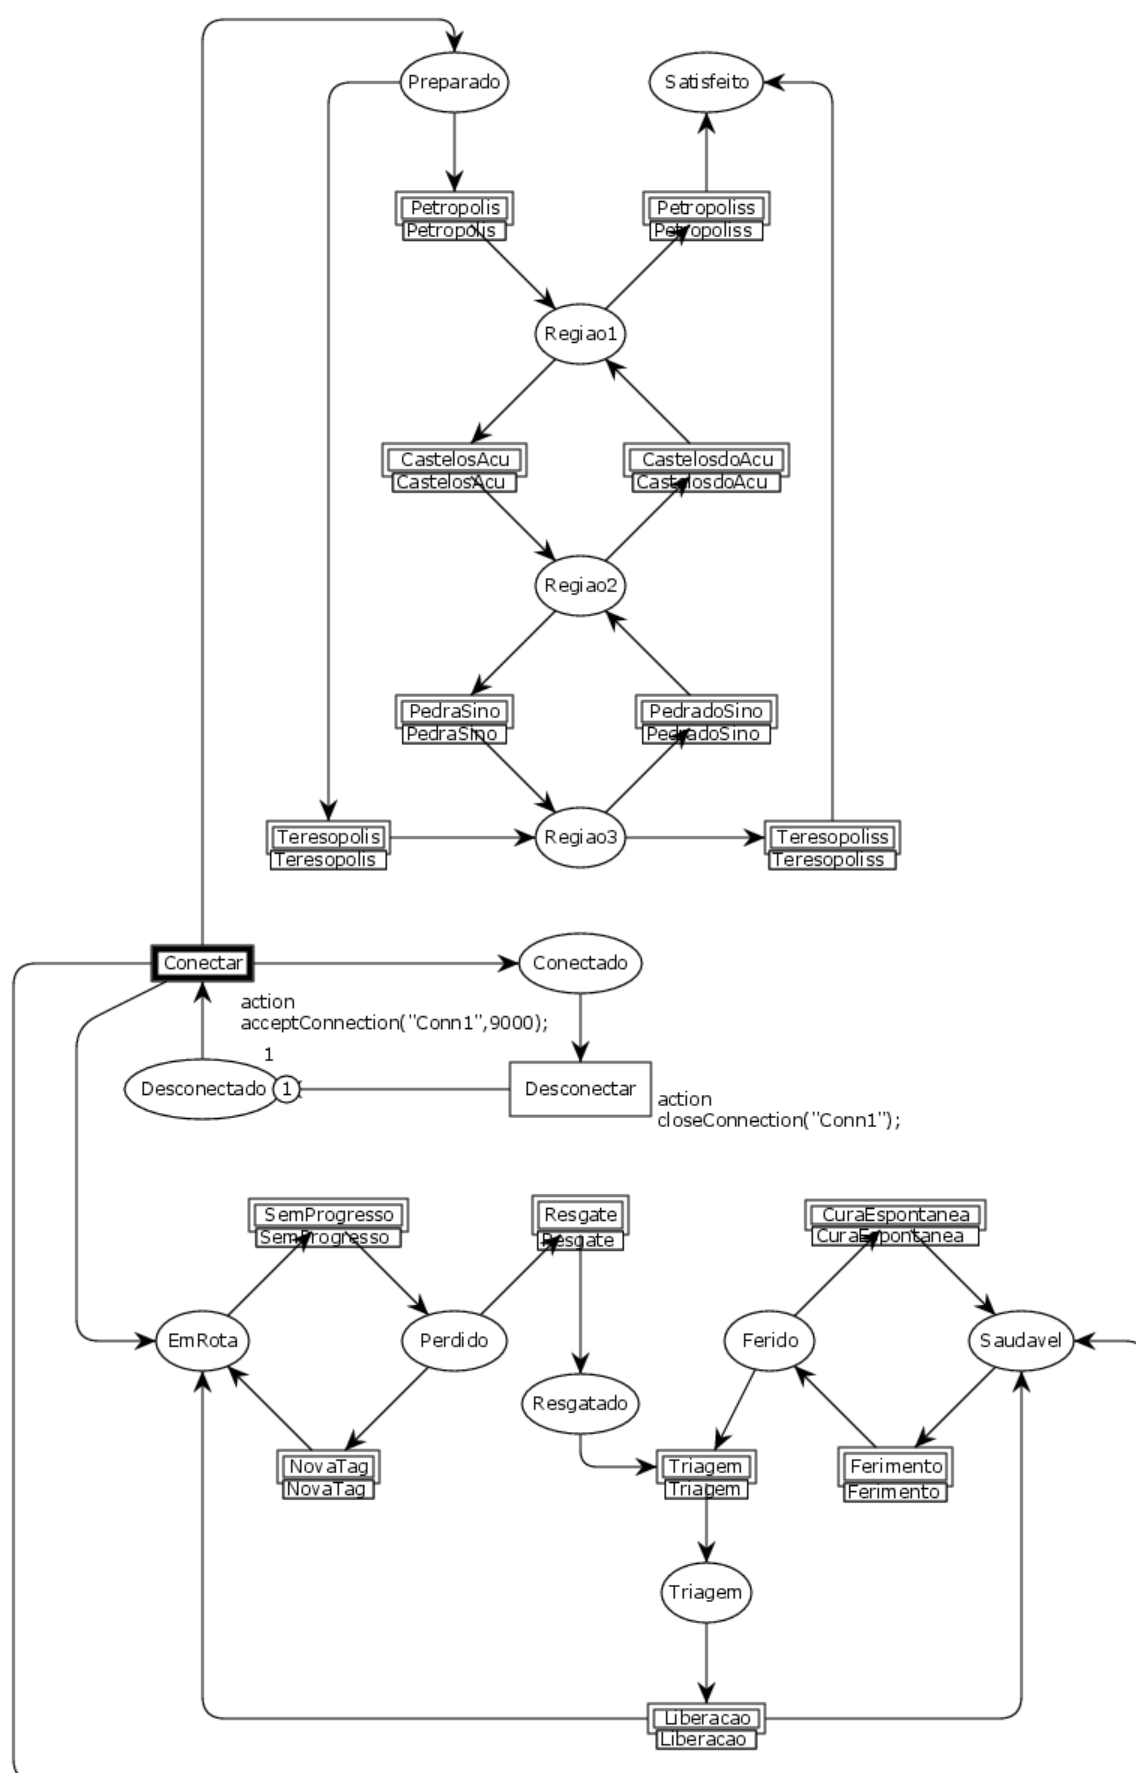 Preparado
Satisfeito
Petropolis
Petropolis
Petropoliss
Petropoliss
Regiao1
CastelosAcu
CastelosAcu
CastelosdoAcu
CastelosdoAcu
Regiao2
PedraSino
PedraSino
PedradoSino
PedradoSino
Teresopolis
Teresopolis
Regiao3
Teresopoliss
Teresopoliss
Conectar
Conectado
action
acceptConnection("Conn1",9000);
1
Desconectado
1
Desconectar
action
closeConnection("Conn1");
SemProgresso
SemProgresso
Resgate
Resgate
CuraEspontanea
CuraEspontanea
EmRota
Perdido
Ferido
Saudavel
Resgatado
NovaTag
NovaTag
Triagem
Triagem
Ferimento
Ferimento
Triagem
Liberacao
Liberacao